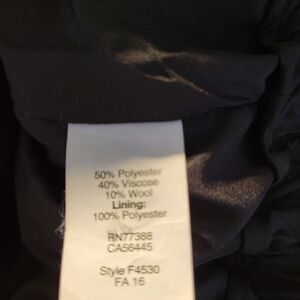 50% Polyester
40% Viscose
10% Wool
Lining:
100% Polyester
RN77388
CA56445
Style F4530
FA 16